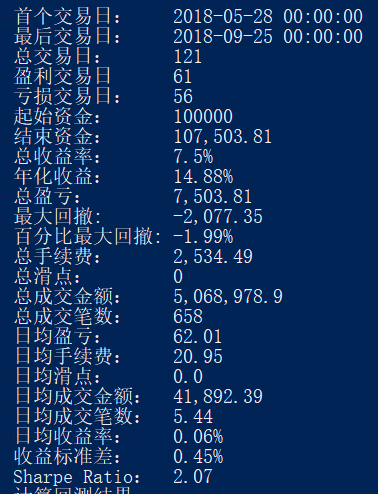 首个交易日: 2018-05-28 00:00:00
最后交易日: 2018-09-25 00:00:00
总交易日: 121
盈利交易日 61
亏损交易日: 56
起始资金: 100000
结束资金: 107,503.81
总收益率: 7.5%
年化收益: 14.88%
总盈亏: 7,503.81
最大回撤: -2,077.35
百分比最大回撤: -1.99%
总手续费: 2,534.49
总滑点: 0
总成交金额: 5,068,978.9
总成交笔数: 658
日均盈亏: 62.01
日均手续费: 20.95
日均滑点: 0.0
日均成交金额: 41,892.39
日均成交笔数: 5.44
日均收益率: 0.06%
收益标准差: 0.45%
Sharpe Ratio: 2.07
计算回测结果